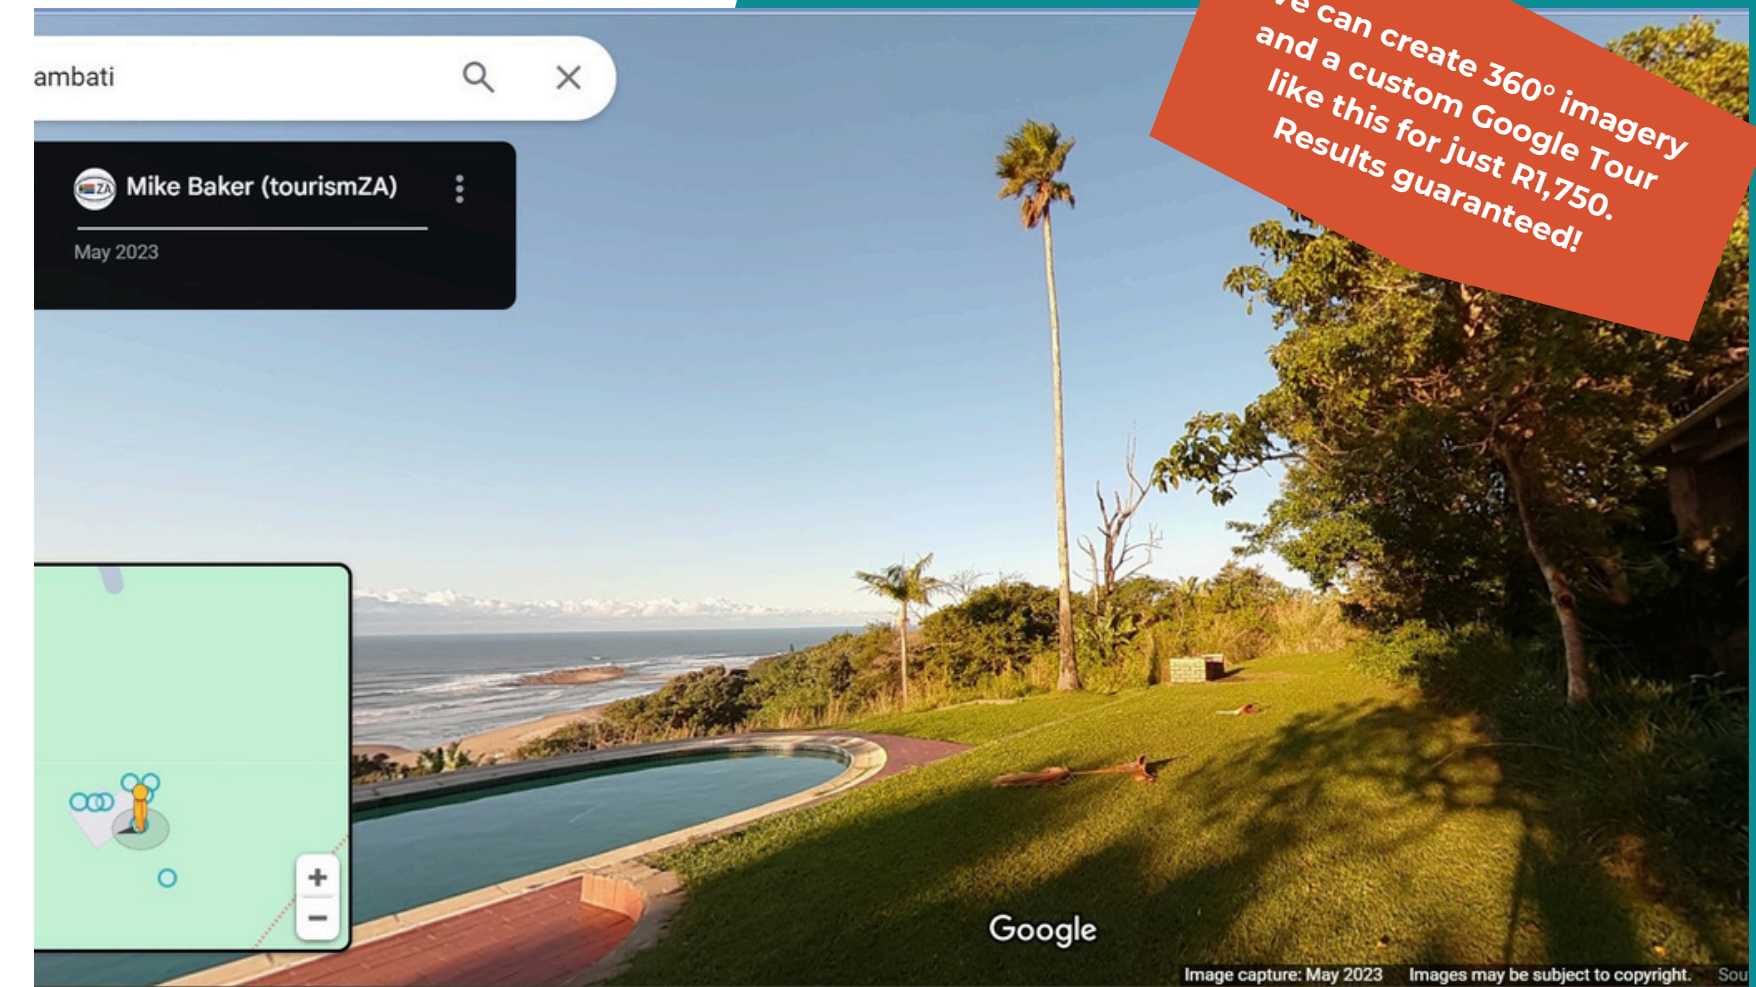 can create 360° imagery
and a custom Google Tour
like this for just R1,750.
Results guaranteed!
ambati
ZA
Mike Baker (tourismZA)
May 2023
+
−
Google
Image capture: May 2023 Images may be subject to copyright.